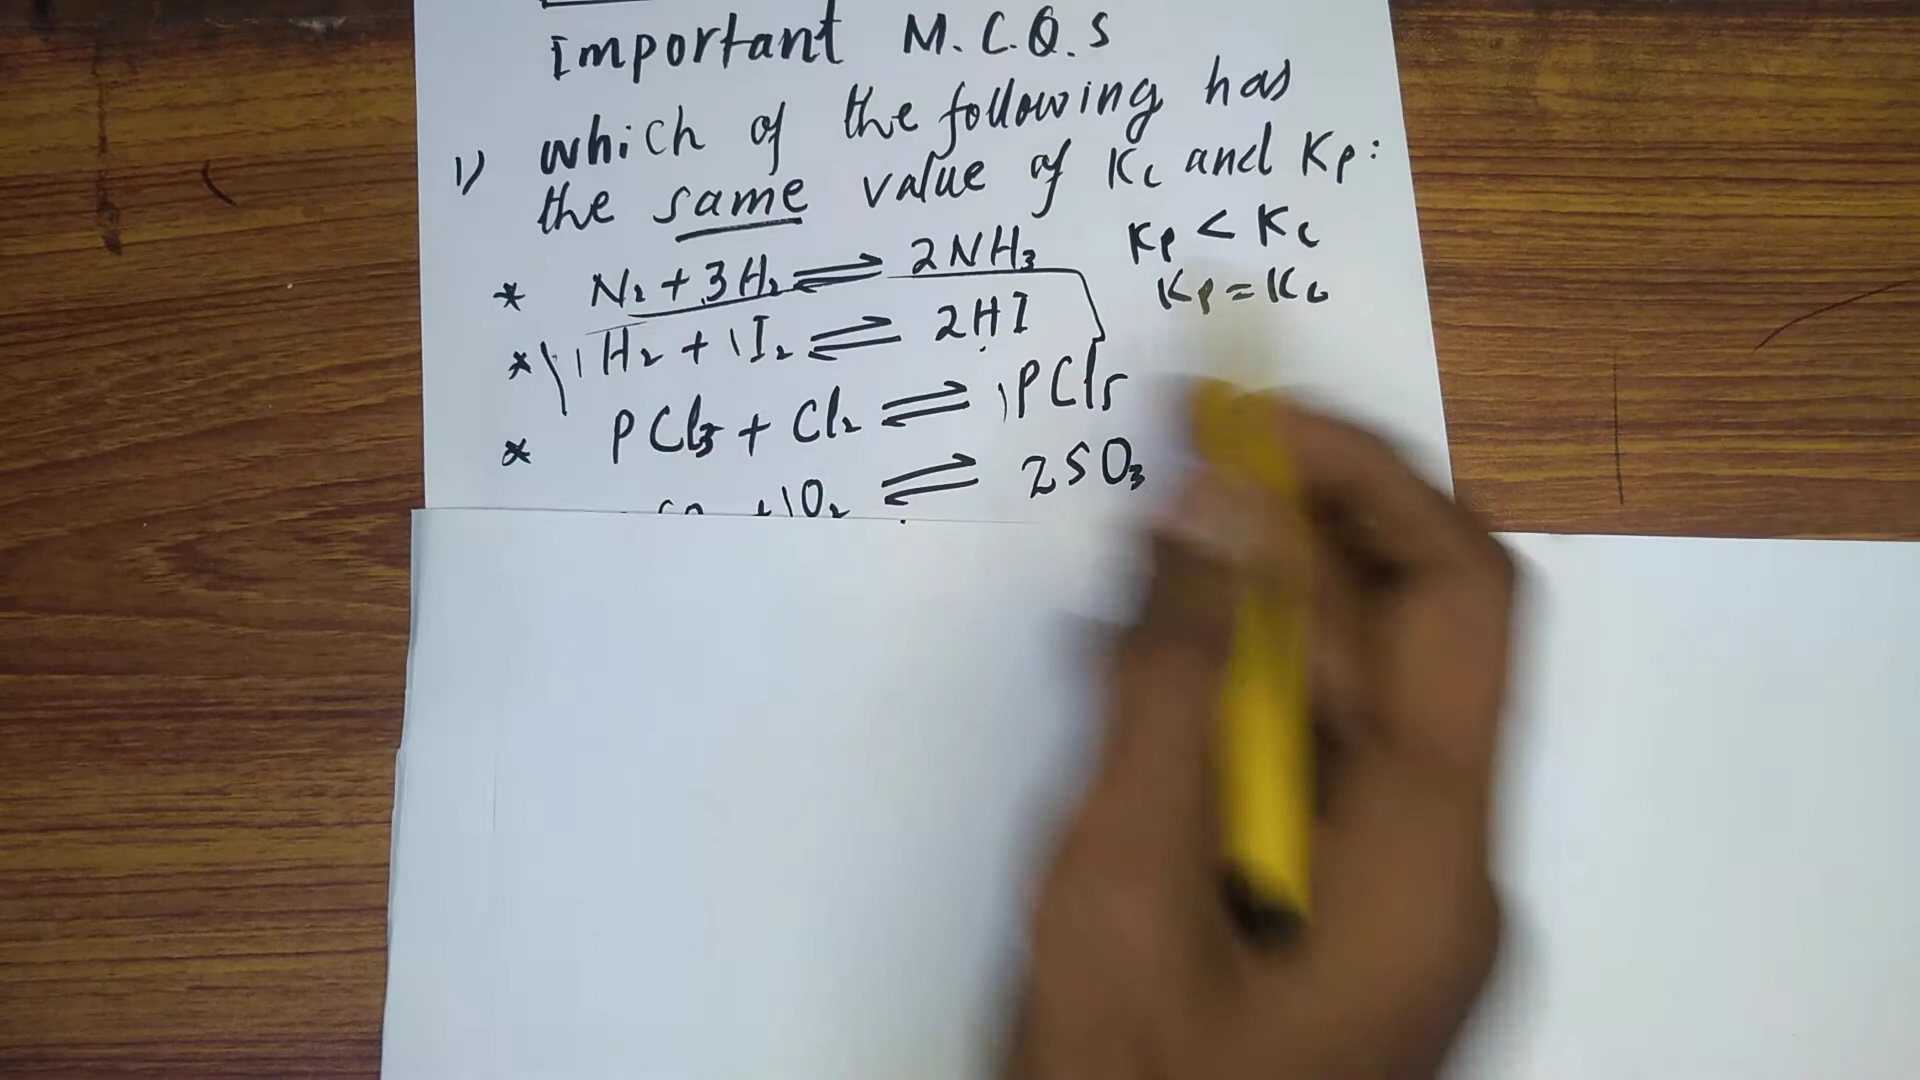 Important M.C.Q.S
1) which of the following has
the same value of Kc and Kp:
* N₂ + 3H₂ ⇌ 2NH₃ Kp < Kc
* 1H₂ + 1I₂ ⇌ 2HI Kp = Kc
* PCl₃ + Cl₂ ⇌ 1PCl₅
+ 1O₂ ⇌ 2SO₃